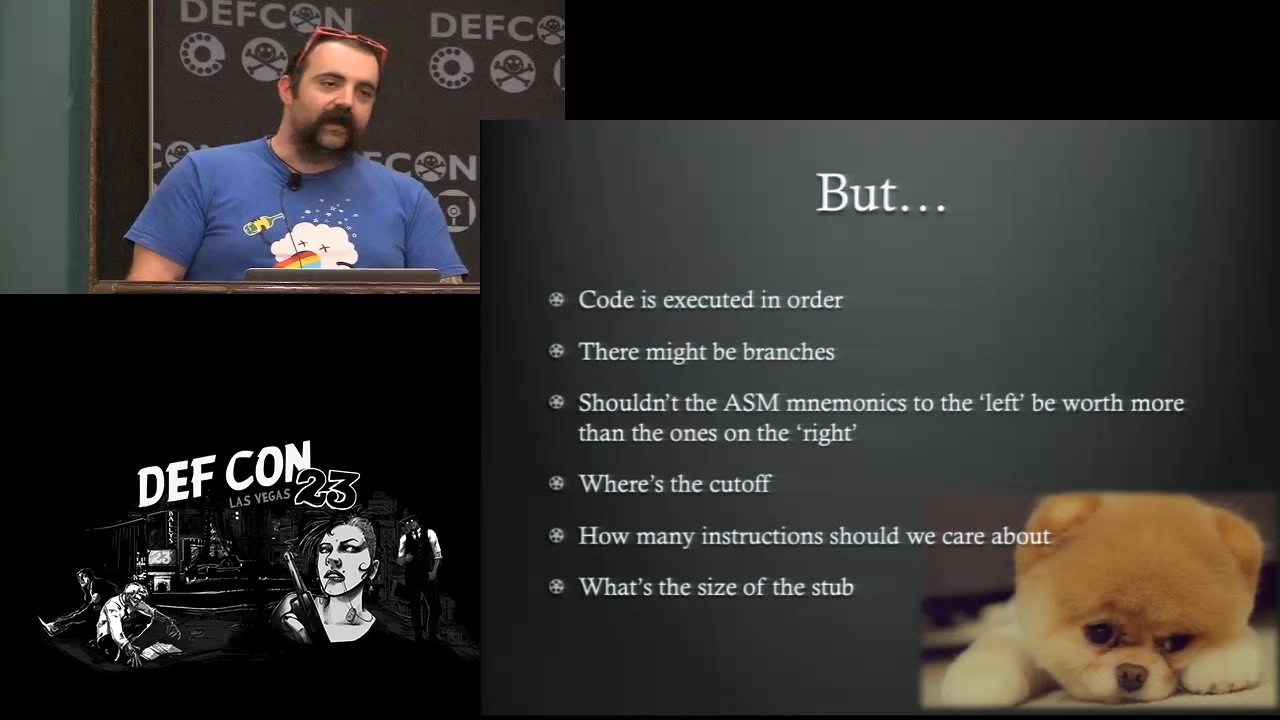 DEFCON
DEFCON
DEFCON
DEF CON 23
LAS VEGAS
BALLYS
But…
Code is executed in order
There might be branches
Shouldn’t the ASM mnemonics to the ‘left’ be worth more
than the ones on the ‘right’
Where’s the cutoff
How many instructions should we care about
What’s the size of the stub